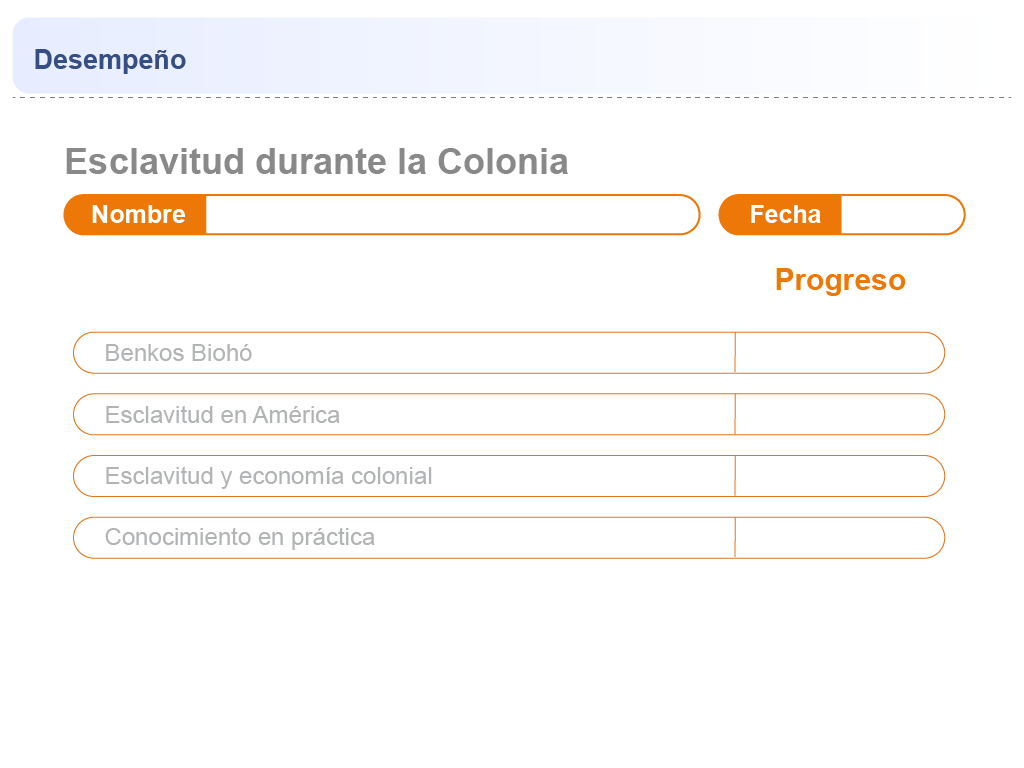 Desempeño
Esclavitud durante la Colonia
Nombre
Fecha
Progreso
Benkos Biohó
Esclavitud en América
Esclavitud y economía colonial
Conocimiento en práctica